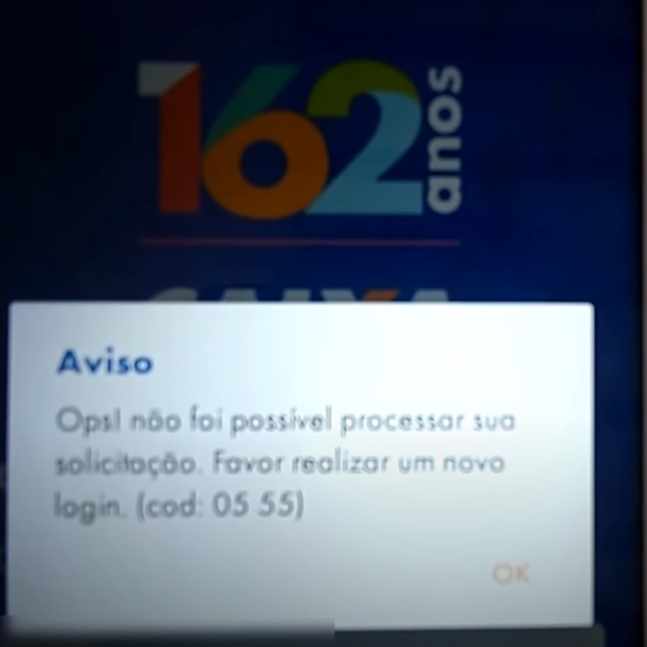 162 anos
CAIXA
Aviso
Ops! não foi possível processar sua
solicitação. Favor realizar um novo
login. (cod: 05 55)
OK